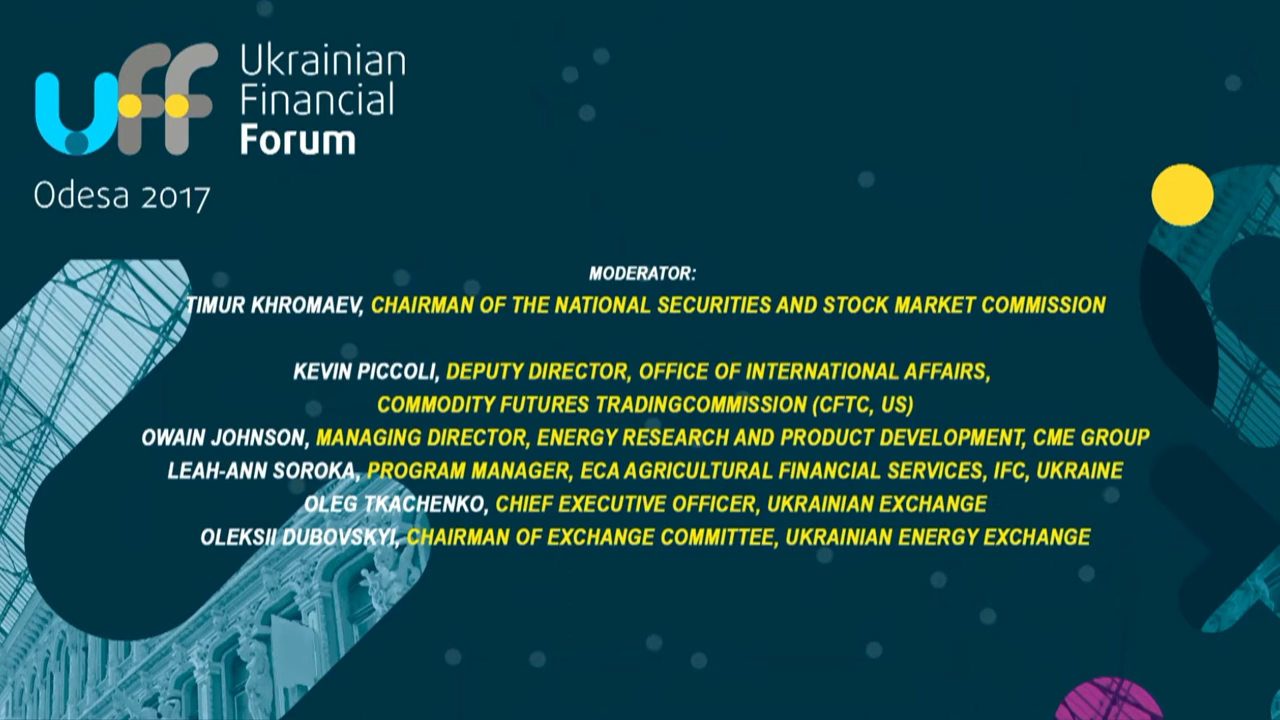 uff
Ukrainian
Financial
Forum
Odesa 2017
MODERATOR:
TIMUR KHROMAEV, CHAIRMAN OF THE NATIONAL SECURITIES AND STOCK MARKET COMMISSION
KEVIN PICCOLI, DEPUTY DIRECTOR, OFFICE OF INTERNATIONAL AFFAIRS,
COMMODITY FUTURES TRADINGCOMMISSION (CFTC, US)
OWAIN JOHNSON, MANAGING DIRECTOR, ENERGY RESEARCH AND PRODUCT DEVELOPMENT, CME GROUP
LEAH-ANN SOROKA, PROGRAM MANAGER, ECA AGRICULTURAL FINANCIAL SERVICES, IFC, UKRAINE
OLEG TKACHENKO, CHIEF EXECUTIVE OFFICER, UKRAINIAN EXCHANGE
OLEKSII DUBOVSKYI, CHAIRMAN OF EXCHANGE COMMITTEE, UKRAINIAN ENERGY EXCHANGE